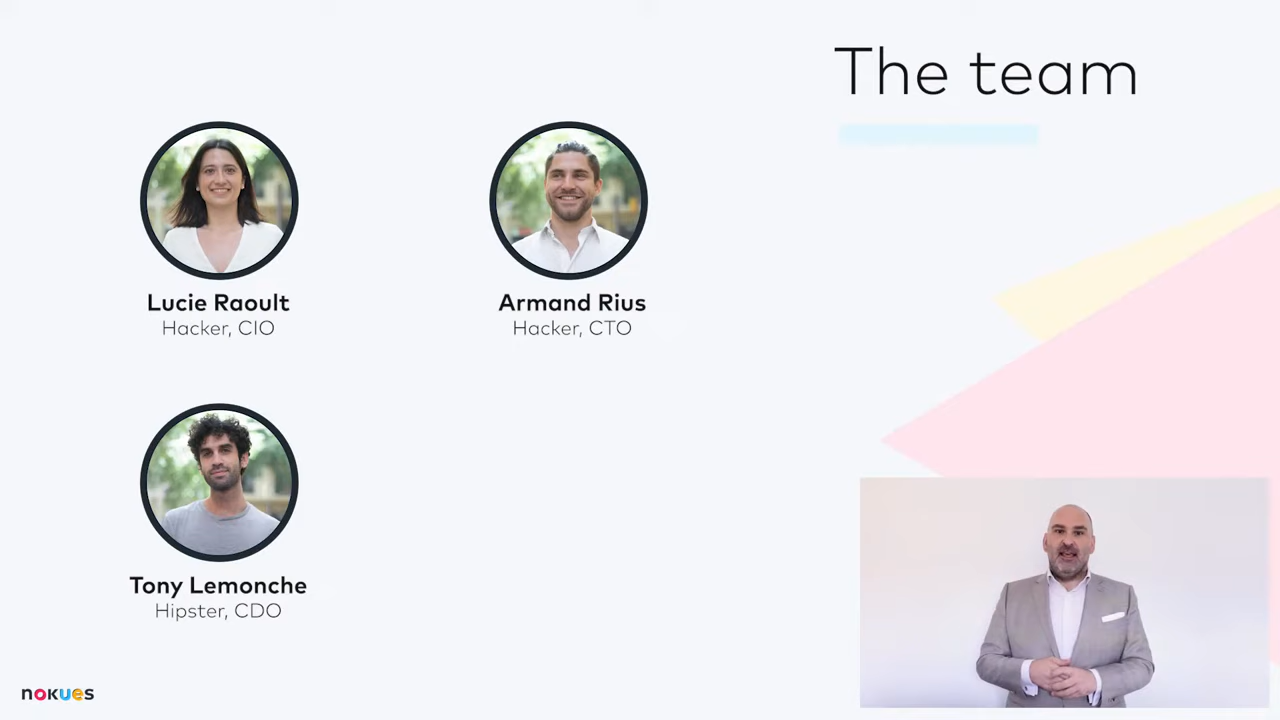 The team
Lucie Raoult
Hacker, CIO
Armand Rius
Hacker, CTO
Tony Lemonche
Hipster, CDO
nokues